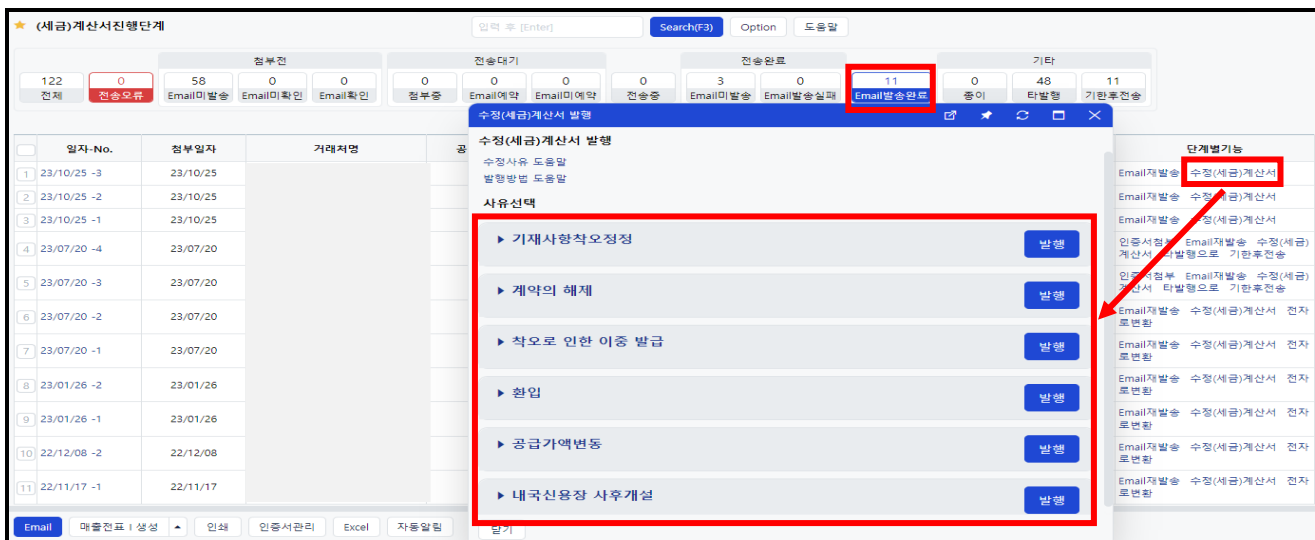 (세금)계산서진행단계
입력 후 [Enter] Search(F3) Option 도움말
첨부전 전송대기 전송완료 기타
122 0 58 0 0 0 0 0 0 3 0 11 0 48 11
전체 전송오류 Email미발송 Email미확인 Email확인 첨부중 Email예약 Email미예약 전송중 Email미발송 Email발송실패 Email발송완료 종이 타발행 기한후전송
수정(세금)계산서 발행
수정(세금)계산서 발행
수정사유 도움말
발행방법 도움말
사유선택
▶ 기재사항착오정정 발행
▶ 계약의 해제 발행
▶ 착오로 인한 이중 발급 발행
▶ 환입 발행
▶ 공급가액변동 발행
▶ 내국신용장 사후개설 발행
닫기
일자-No. 첨부일자 거래처명 공 단계별기능
1 23/10/25 -3 23/10/25 Email재발송 수정(세금)계산서
2 23/10/25 -2 23/10/25 Email재발송 수정(세금)계산서
3 23/10/25 -1 23/10/25 Email재발송 수정(세금)계산서
4 23/07/20 -4 23/07/20 인증서첨부 Email재발송 수정(세금)
계산서 타발행으로 기한후전송
5 23/07/20 -3 23/07/20 인증서첨부 Email재발송 수정(세금)
계산서 타발행으로 기한후전송
6 23/07/20 -2 23/07/20 Email재발송 수정(세금)계산서 전자
로변환
7 23/07/20 -1 23/07/20 Email재발송 수정(세금)계산서 전자
로변환
8 23/01/26 -2 23/01/26 Email재발송 수정(세금)계산서 전자
로변환
9 23/01/26 -1 23/01/26 Email재발송 수정(세금)계산서 전자
로변환
10 22/12/08 -2 22/12/08 Email재발송 수정(세금)계산서 전자
로변환
11 22/11/17 -1 22/11/17 Email재발송 수정(세금)계산서 전자
로변환
Email 매출전표 I 생성 ▲ 인쇄 인증서관리 Excel 자동알림